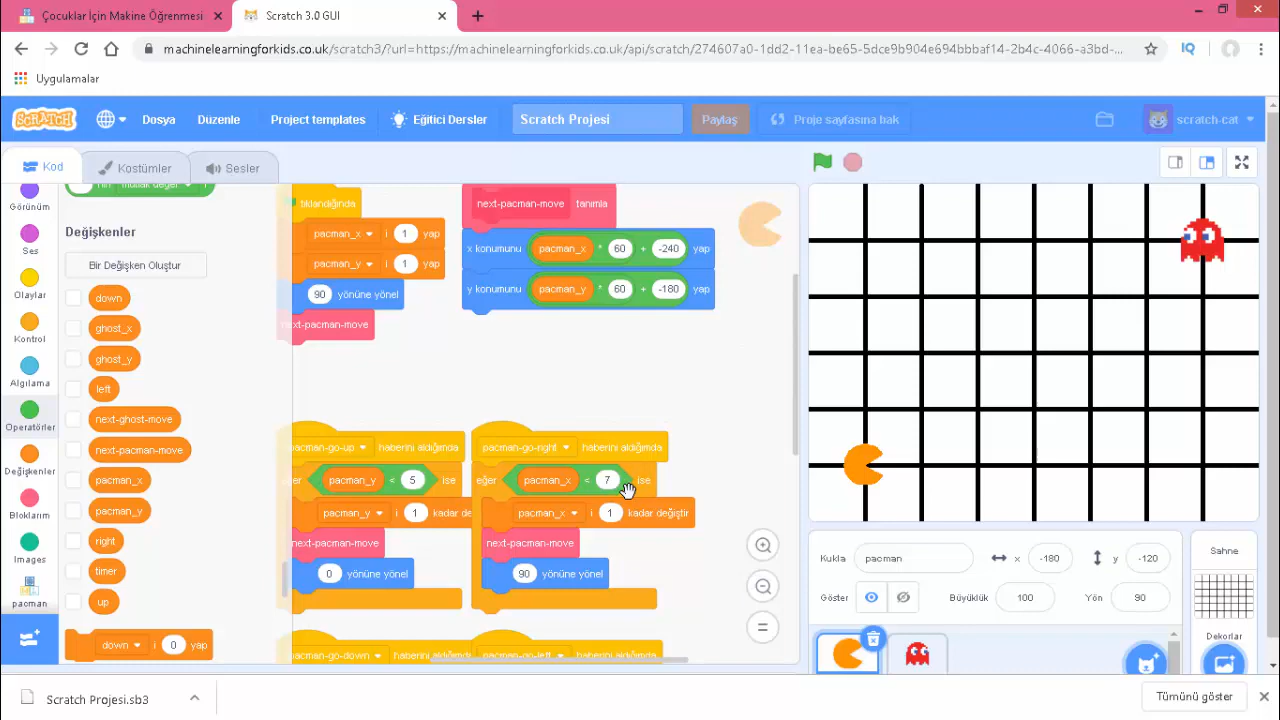 Çocuklar İçin Makine Öğrenmesi
Scratch 3.0 GUI
machinelearningforkids.co.uk/scratch3/?url=https://machinelearningforkids.co.uk/api/scratch/274607a0-1dd2-11ea-be65-5dce9b904e694bbbaf14-2b4c-4066-a3bd-...
IQ
Uygulamalar
SCRATCH
Dosya
Düzenle
Project templates
Eğitici Dersler
Scratch Projesi
Paylaş
Proje sayfasına bak
scratch-cat
Kod
Kostümler
Sesler
Görünüm
Ses
Olaylar
Kontrol
Algılama
Operatörler
Değişkenler
Bloklarım
Images
pacman
Değişkenler
Bir Değişken Oluştur
down
ghost_x
ghost_y
left
next-ghost-move
next-pacman-move
pacman_x
pacman_y
right
timer
up
down i 0 yap
tıklandığında
pacman_x i 1 yap
pacman_y i 1 yap
90 yönüne yönel
next-pacman-move
next-pacman-move tanımla
x konumunu pacman_x * 60 + -240 yap
y konumunu pacman_y * 60 + -180 yap
pacman-go-up haberini aldığımda
eğer pacman_y < 5 ise
pacman_y i 1 kadar de
next-pacman-move
0 yönüne yönel
pacman-go-right haberini aldığımda
eğer pacman_x < 7 ise
pacman_x i 1 kadar değiştir
next-pacman-move
90 yönüne yönel
pacman-go-down haberini aldığımda
pacman-go-left haberini aldığımda
Kukla pacman x -180 y -120
Göster Büyüklük 100 Yön 90
Sahne
Dekorlar
Scratch Projesi.sb3
Tümünü göster